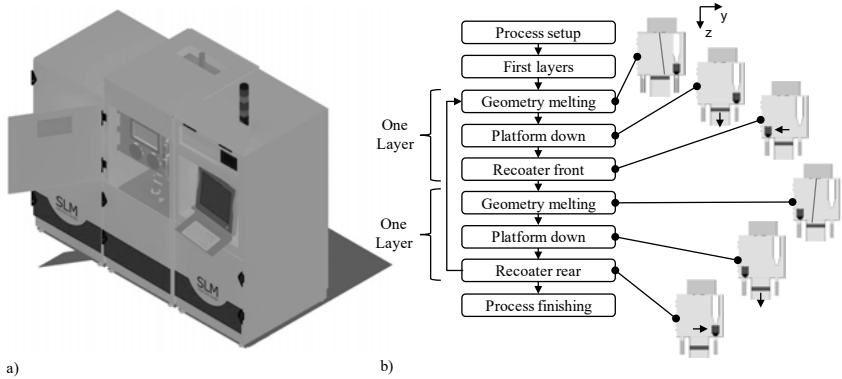 SLM
SLM
a)
b)
y
z
Process setup
First layers
Geometry melting
Platform down
Recoater front
Geometry melting
Platform down
Recoater rear
Process finishing
One
Layer
One
Layer